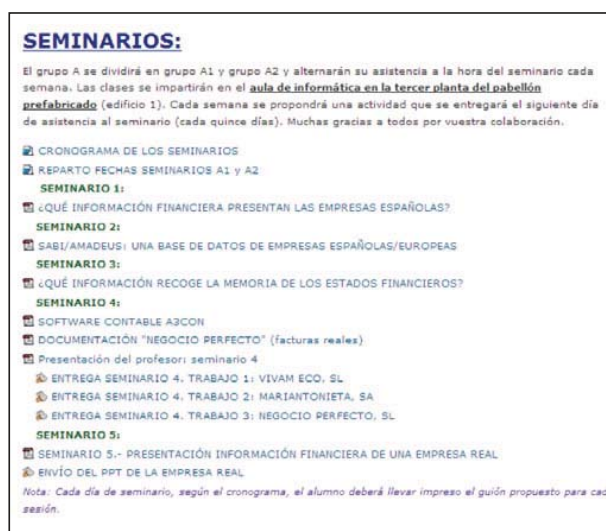 SEMINARIOS:
El grupo A se dividirá en grupo A1 y grupo A2 y alternarán su asistencia a la hora del seminario cada
semana. Las clases se impartirán en el aula de informática en la tercer planta del pabellón
prefabricado (edificio 1). Cada semana se propondrá una actividad que se entregará el siguiente día
de asistencia al seminario (cada quince días). Muchas gracias a todos por vuestra colaboración.
CRONOGRAMA DE LOS SEMINARIOS
REPARTO FECHAS SEMINARIOS A1 y A2
SEMINARIO 1:
¿QUÉ INFORMACIÓN FINANCIERA PRESENTAN LAS EMPRESAS ESPAÑOLAS?
SEMINARIO 2:
SABI/AMADEUS: UNA BASE DE DATOS DE EMPRESAS ESPAÑOLAS/EUROPEAS
SEMINARIO 3:
¿QUÉ INFORMACIÓN RECOGE LA MEMORIA DE LOS ESTADOS FINANCIEROS?
SEMINARIO 4:
SOFTWARE CONTABLE A3CON
DOCUMENTACIÓN "NEGOCIO PERFECTO" (facturas reales)
Presentación del profesor: seminario 4
ENTREGA SEMINARIO 4. TRABAJO 1: VIVAM ECO, SL
ENTREGA SEMINARIO 4. TRABAJO 2: MARIANTONIETA, SA
ENTREGA SEMINARIO 4. TRABAJO 3: NEGOCIO PERFECTO, SL
SEMINARIO 5:
SEMINARIO 5.- PRESENTACIÓN INFORMACIÓN FINANCIERA DE UNA EMPRESA REAL
ENVÍO DEL PPT DE LA EMPRESA REAL
Nota: Cada día de seminario, según el cronograma, el alumno deberá llevar impreso el guión propuesto para cad
sesión.